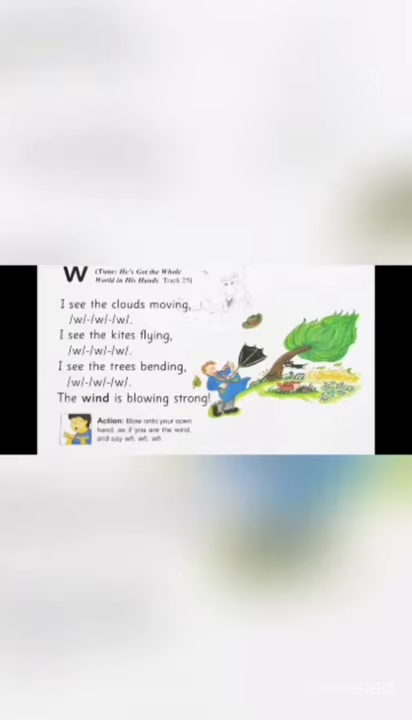 w
(Tune: He's Got the Whole
World in His Hands Track 25)
I see the clouds moving,
/w/-/w/-/w/.
I see the kites flying,
/w/-/w/-/w/.
I see the trees bending,
/w/-/w/-/w/.
The wind is blowing strong!
Action: Blow onto your own
hand, as if you are the wind,
and say wh, wh, wh.